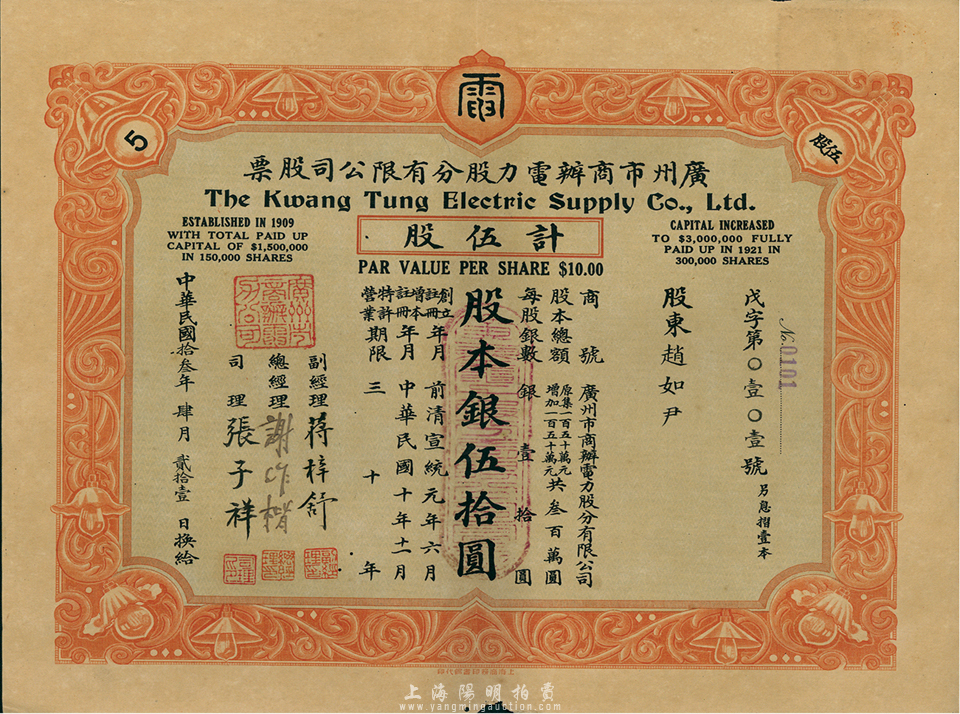 電
5
伍股
廣州市商辦電力股分有限公司股票
The Kwang Tung Electric Supply Co., Ltd.
ESTABLISHED IN 1909
WITH TOTAL PAID UP
CAPITAL OF $1,500,000
IN 150,000 SHARES
計伍股
PAR VALUE PER SHARE $10.00
CAPITAL INCREASED
TO $3,000,000 FULLY
PAID UP IN 1921 IN
300,000 SHARES
No. 0101
戊字第〇壹〇壹號 另息摺壹本
股東趙如尹
商號 廣州市商辦電力股分有限公司
股本總額 原集一百五十萬元 增加一百五十萬元 共叁百萬圓
每股銀數 銀壹拾圓
股本銀伍拾圓
創立註冊年月 前清宣統元年六月
增本註冊年月 中華民國十年十二月
特許營業期限 三十年
副經理 蔣梓舒
總經理 謝作楷
司理 張子祥
中華民國拾叁年肆月貳拾壹日換給
上海陽明拍賣
www.yangmingauction.com